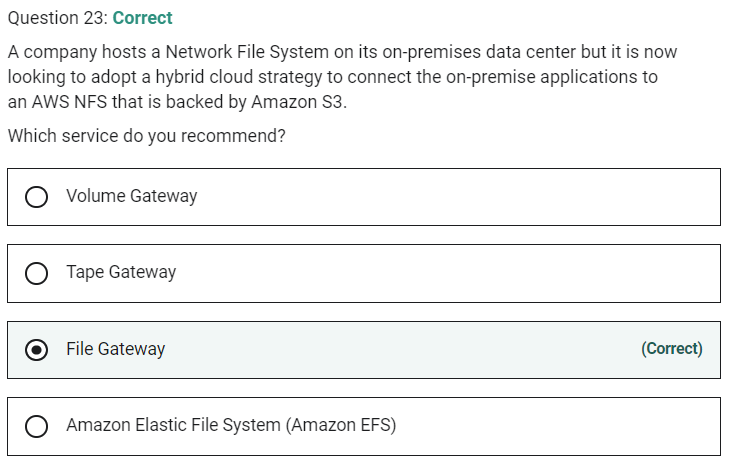 Question 23: Correct
A company hosts a Network File System on its on-premises data center but it is now
looking to adopt a hybrid cloud strategy to connect the on-premise applications to
an AWS NFS that is backed by Amazon S3.
Which service do you recommend?
Volume Gateway
Tape Gateway
File Gateway (Correct)
Amazon Elastic File System (Amazon EFS)